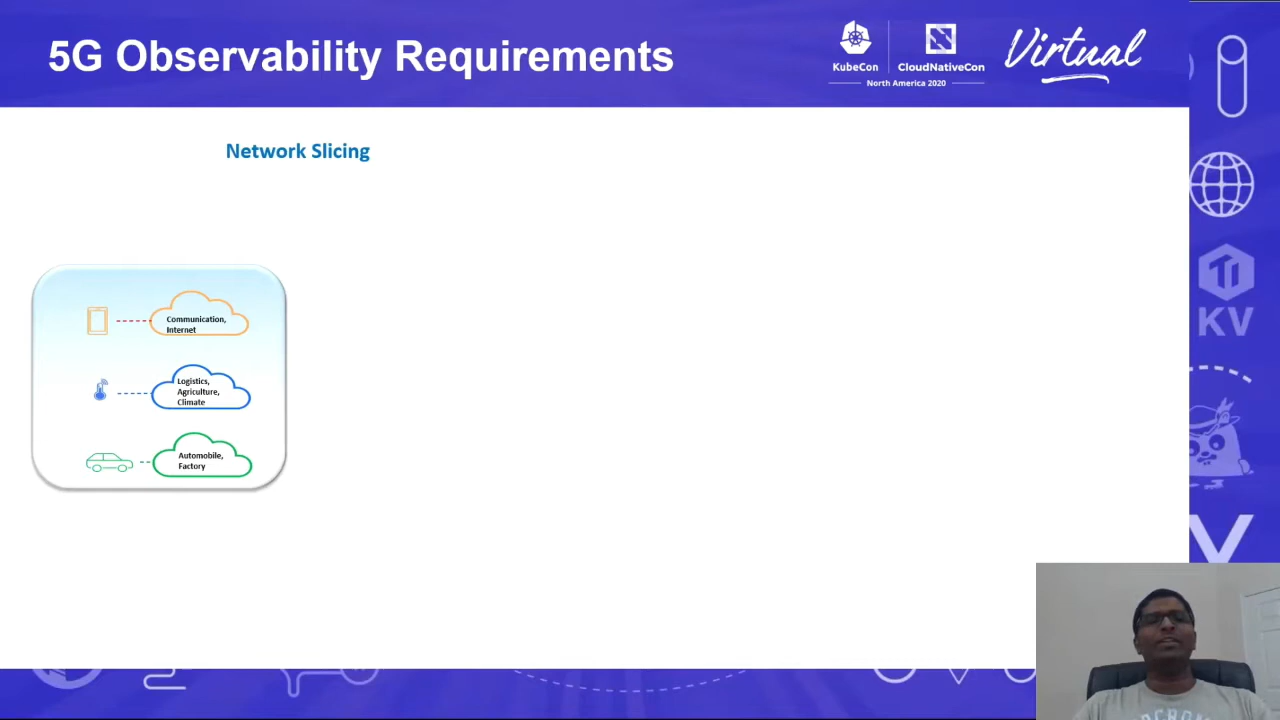 5G Observability Requirements
KubeCon
CloudNativeCon
North America 2020
Virtual
Network Slicing
Communication,
Internet
Logistics,
Agriculture,
Climate
Automobile,
Factory
KV